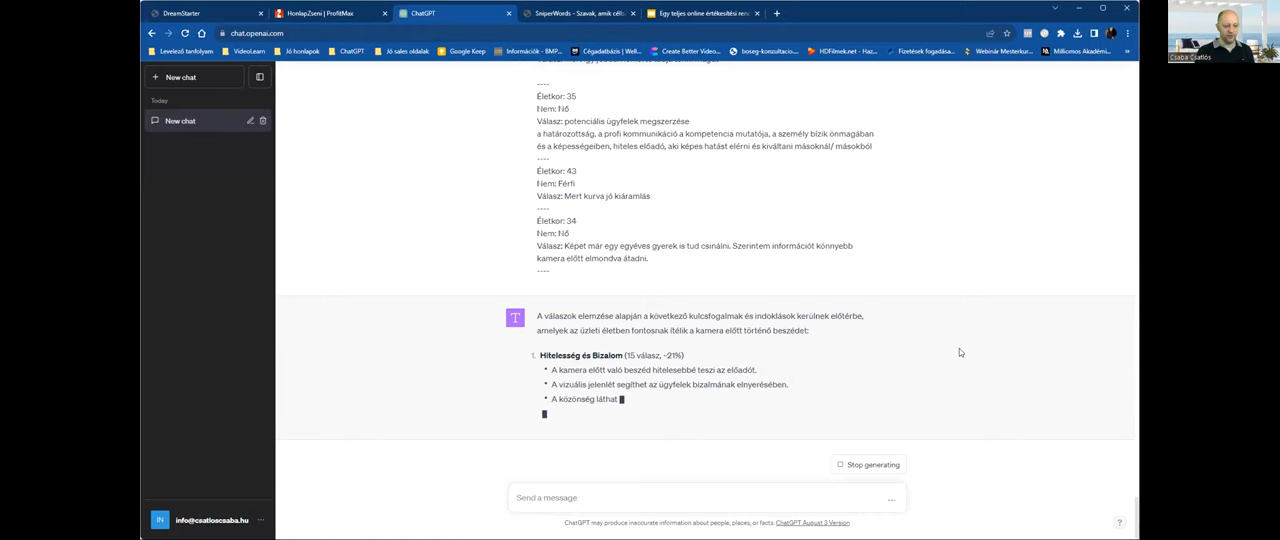 DreamStarter
HonlapZseni | ProfitMax
ChatGPT
SniperWords - Szavak, amik célb
Egy teljes online értékesítési ren
chat.openai.com
Levelező tanfolyam
VideoLearn
Jó honlapok
ChatGPT
Jó sales oldalak
Google Keep
Információk - BMP...
Cégadatbázis | Well...
Create Better Video...
boseg-konzultacio...
HDFilmek.net - Haz...
Fizetések fogadása...
Webinár Mesterkur...
Milliomos Akadémi...
»
Csaba Csatlós
New chat
Today
New chat
info@csatloscsaba.hu
IN
----
Életkor: 35
Nem: Nő
Válasz: potenciális ügyfelek megszerzése
a határozottság, a profi kommunikáció a kompetencia mutatója, a személy bízik önmagában
és a képességeiben, hiteles előadó, aki képes hatást elérni és kiváltani másoknál/ másokból
----
Életkor: 43
Nem: Férfi
Válasz: Mert kurva jó kiáramlás
----
Életkor: 34
Nem: Nő
Válasz: Képet már egy egyéves gyerek is tud csinálni. Szerintem információt könnyebb
kamera előtt elmondva átadni.
----
T
A válaszok elemzése alapján a következő kulcsfogalmak és indoklások kerülnek előtérbe,
amelyek az üzleti életben fontosnak ítélik a kamera előtt történő beszédet:
1. Hitelesség és Bizalom (15 válasz, ~21%)
• A kamera előtt való beszéd hitelesebbé teszi az előadót.
• A vizuális jelenlét segíthet az ügyfelek bizalmának elnyerésében.
• A közönség láthat
Stop generating
Send a message
ChatGPT may produce inaccurate information about people, places, or facts. ChatGPT August 3 Version
?